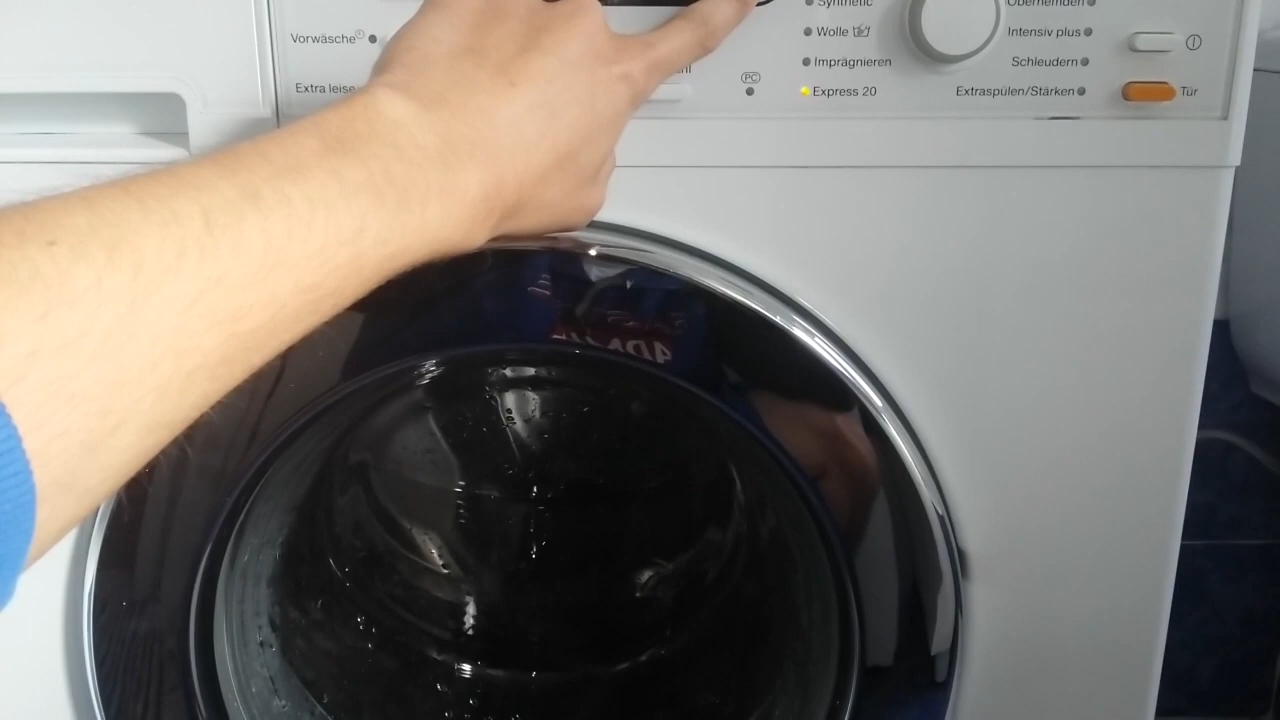 Vorwäsche
Extra leise
PC
Synthetic
Wolle
Imprägnieren
Express 20
Oberhemden
Intensiv plus
Schleudern
Extraspülen/Stärken
Tür